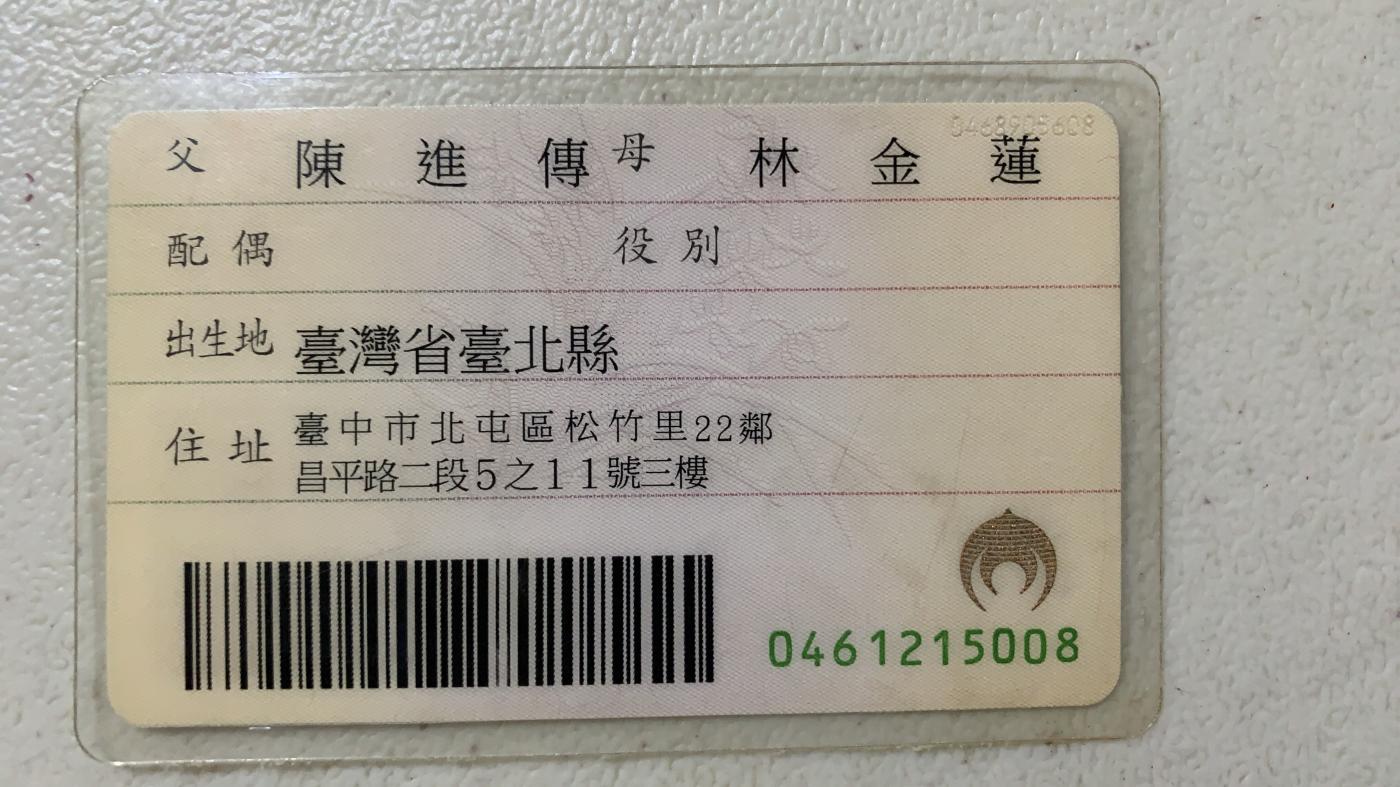 父 陳進傳 母 林金蓮
配偶 役別
出生地 臺灣省臺北縣
住址 臺中市北屯區松竹里22鄰
昌平路二段5之11號三樓
0461215008